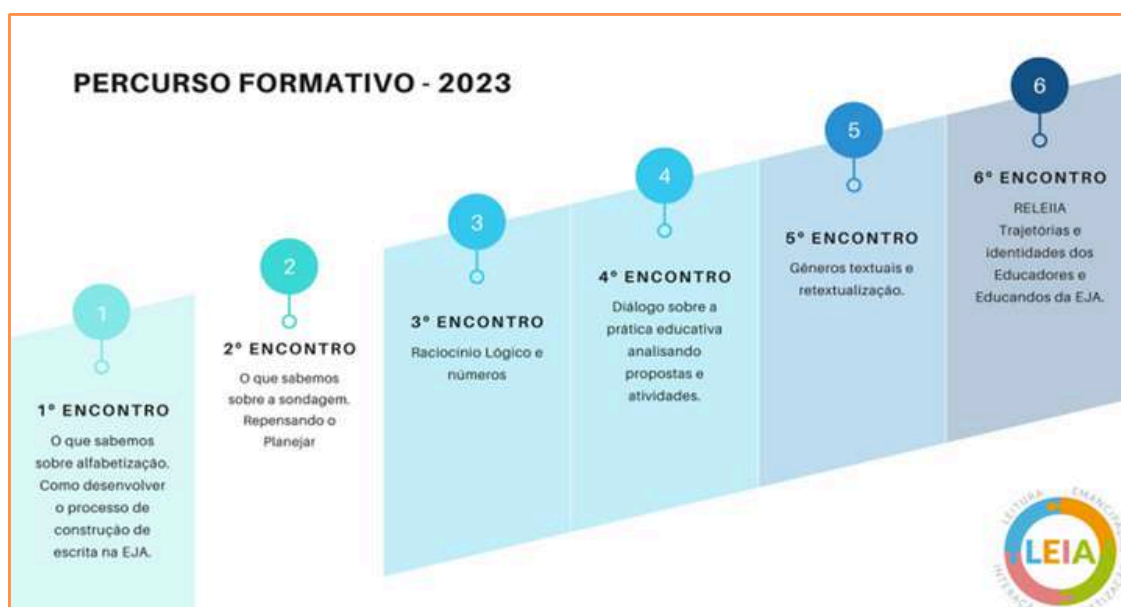 PERCURSO FORMATIVO - 2023
1
1º ENCONTRO
O que sabemos
sobre alfabetização.
Como desenvolver
o processo de
construção de
escrita na EJA.
2
2º ENCONTRO
O que sabemos
sobre a sondagem.
Repensando o
Planejar
3
3º ENCONTRO
Raciocínio Lógico e
números
4
4º ENCONTRO
Diálogo sobre a
prática educativa
analisando
propostas e
atividades.
5
5º ENCONTRO
Gêneros textuais e
retextualização.
6
6º ENCONTRO
RELEIIA
Trajetórias e
identidades dos
Educadores e
Educandos da EJA.
LEITURA
LEIA